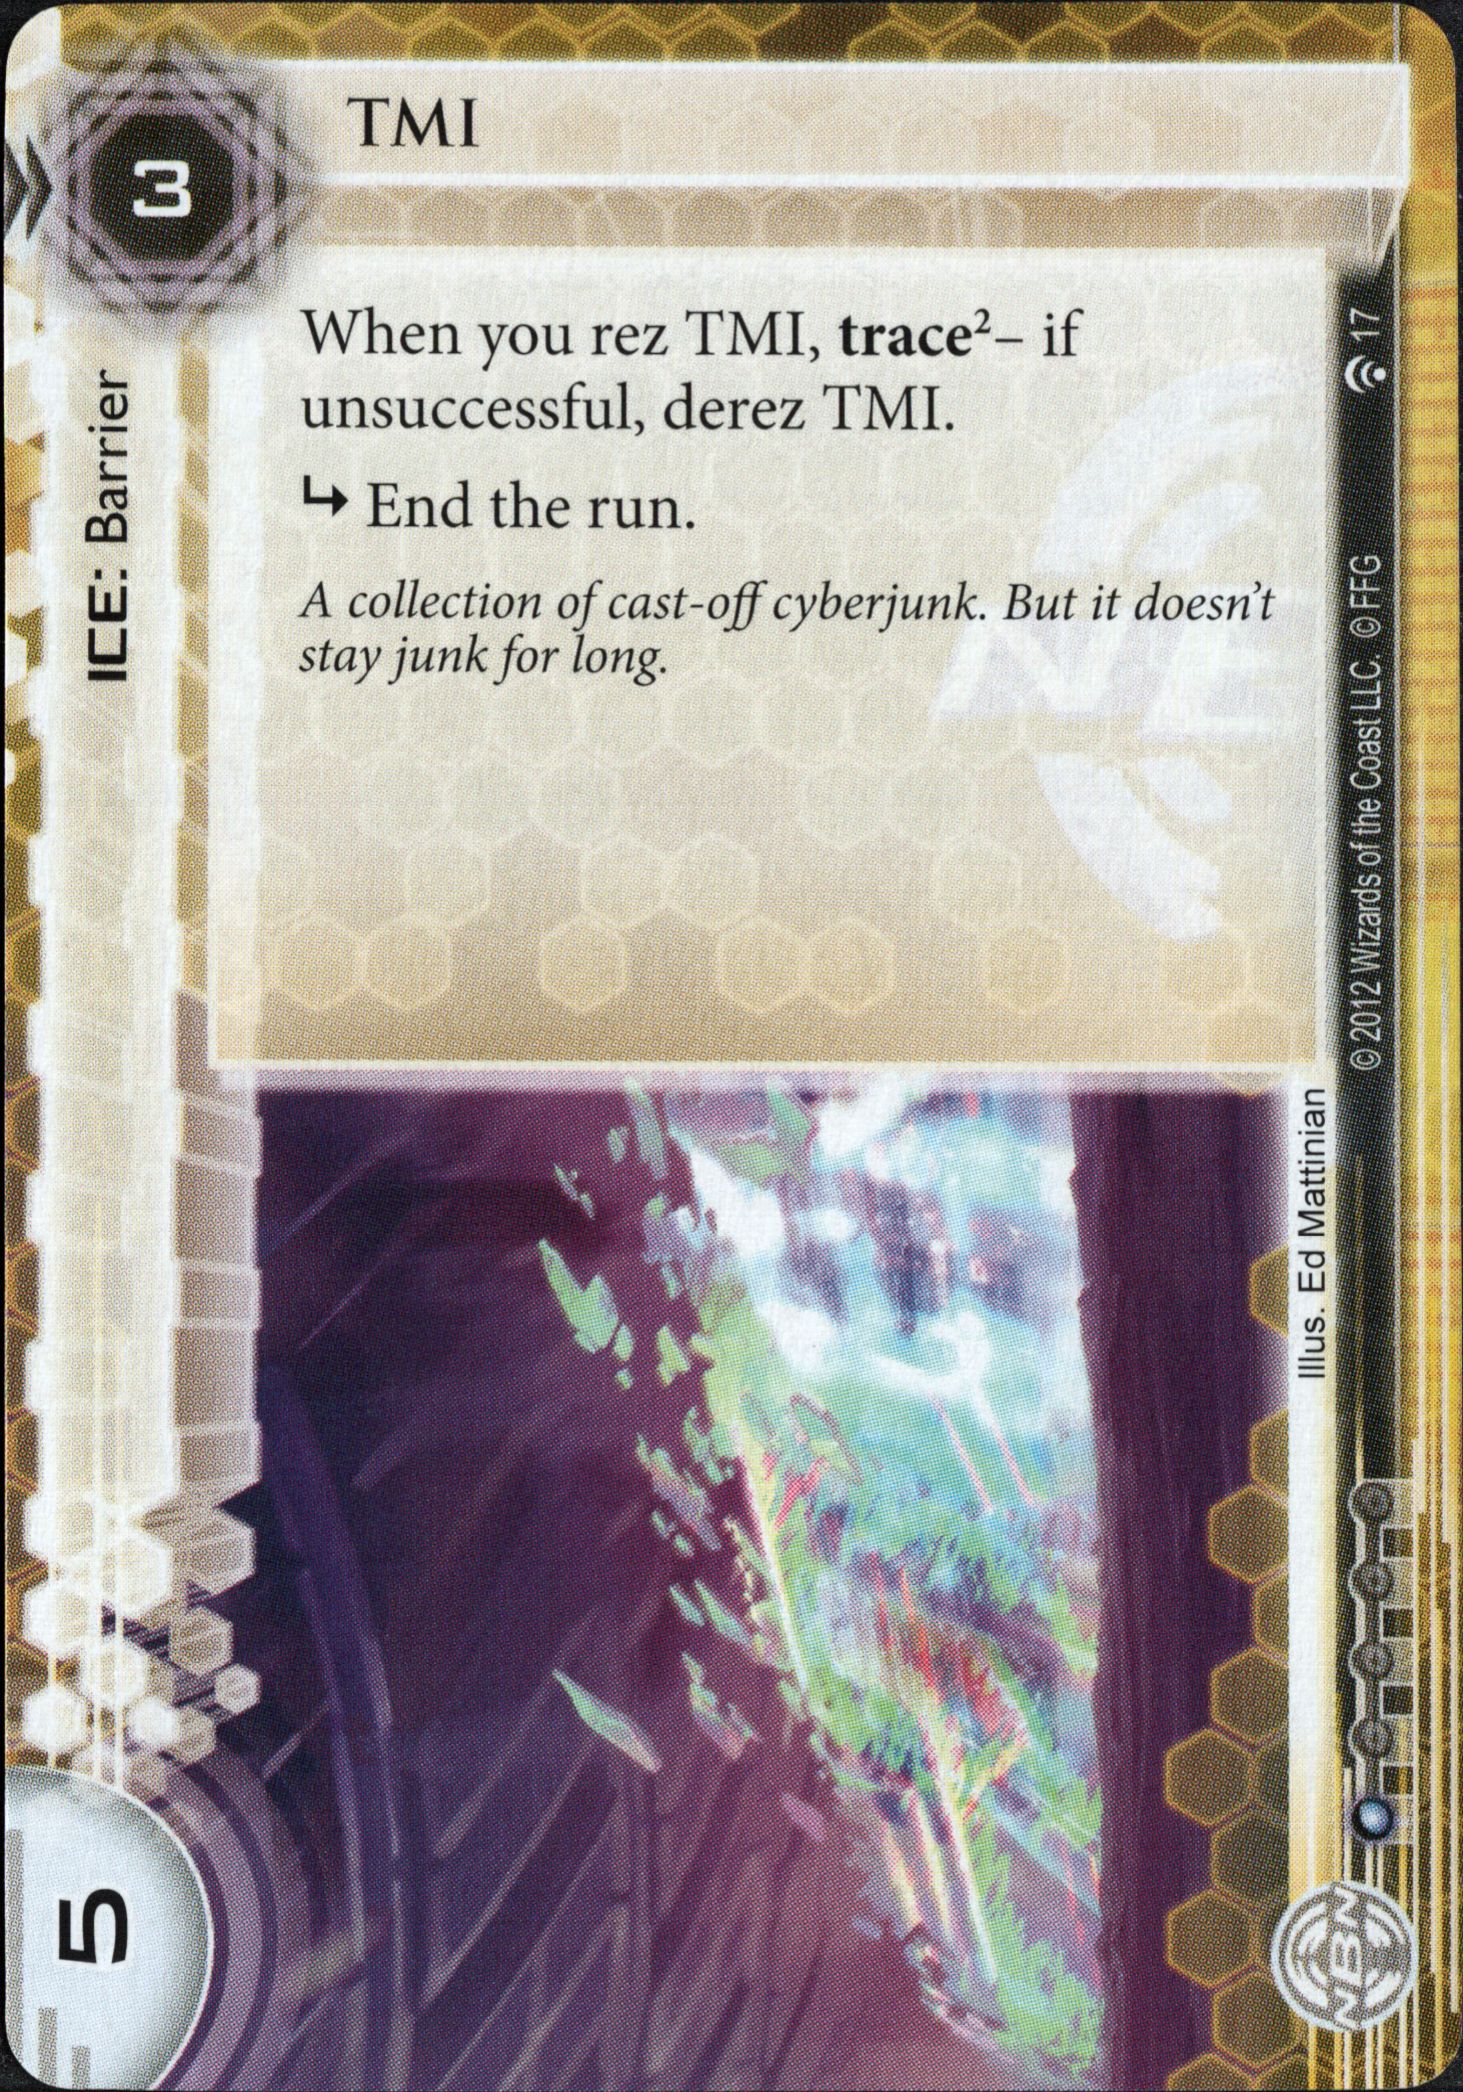 3
TMI
When you rez TMI, trace²– if
unsuccessful, derez TMI.
↳ End the run.
A collection of cast-off cyberjunk. But it doesn't
stay junk for long.
ICE: Barrier
5
Illus. Ed Mattinian
© 2012 Wizards of the Coast LLC. © FFG
17
NBN